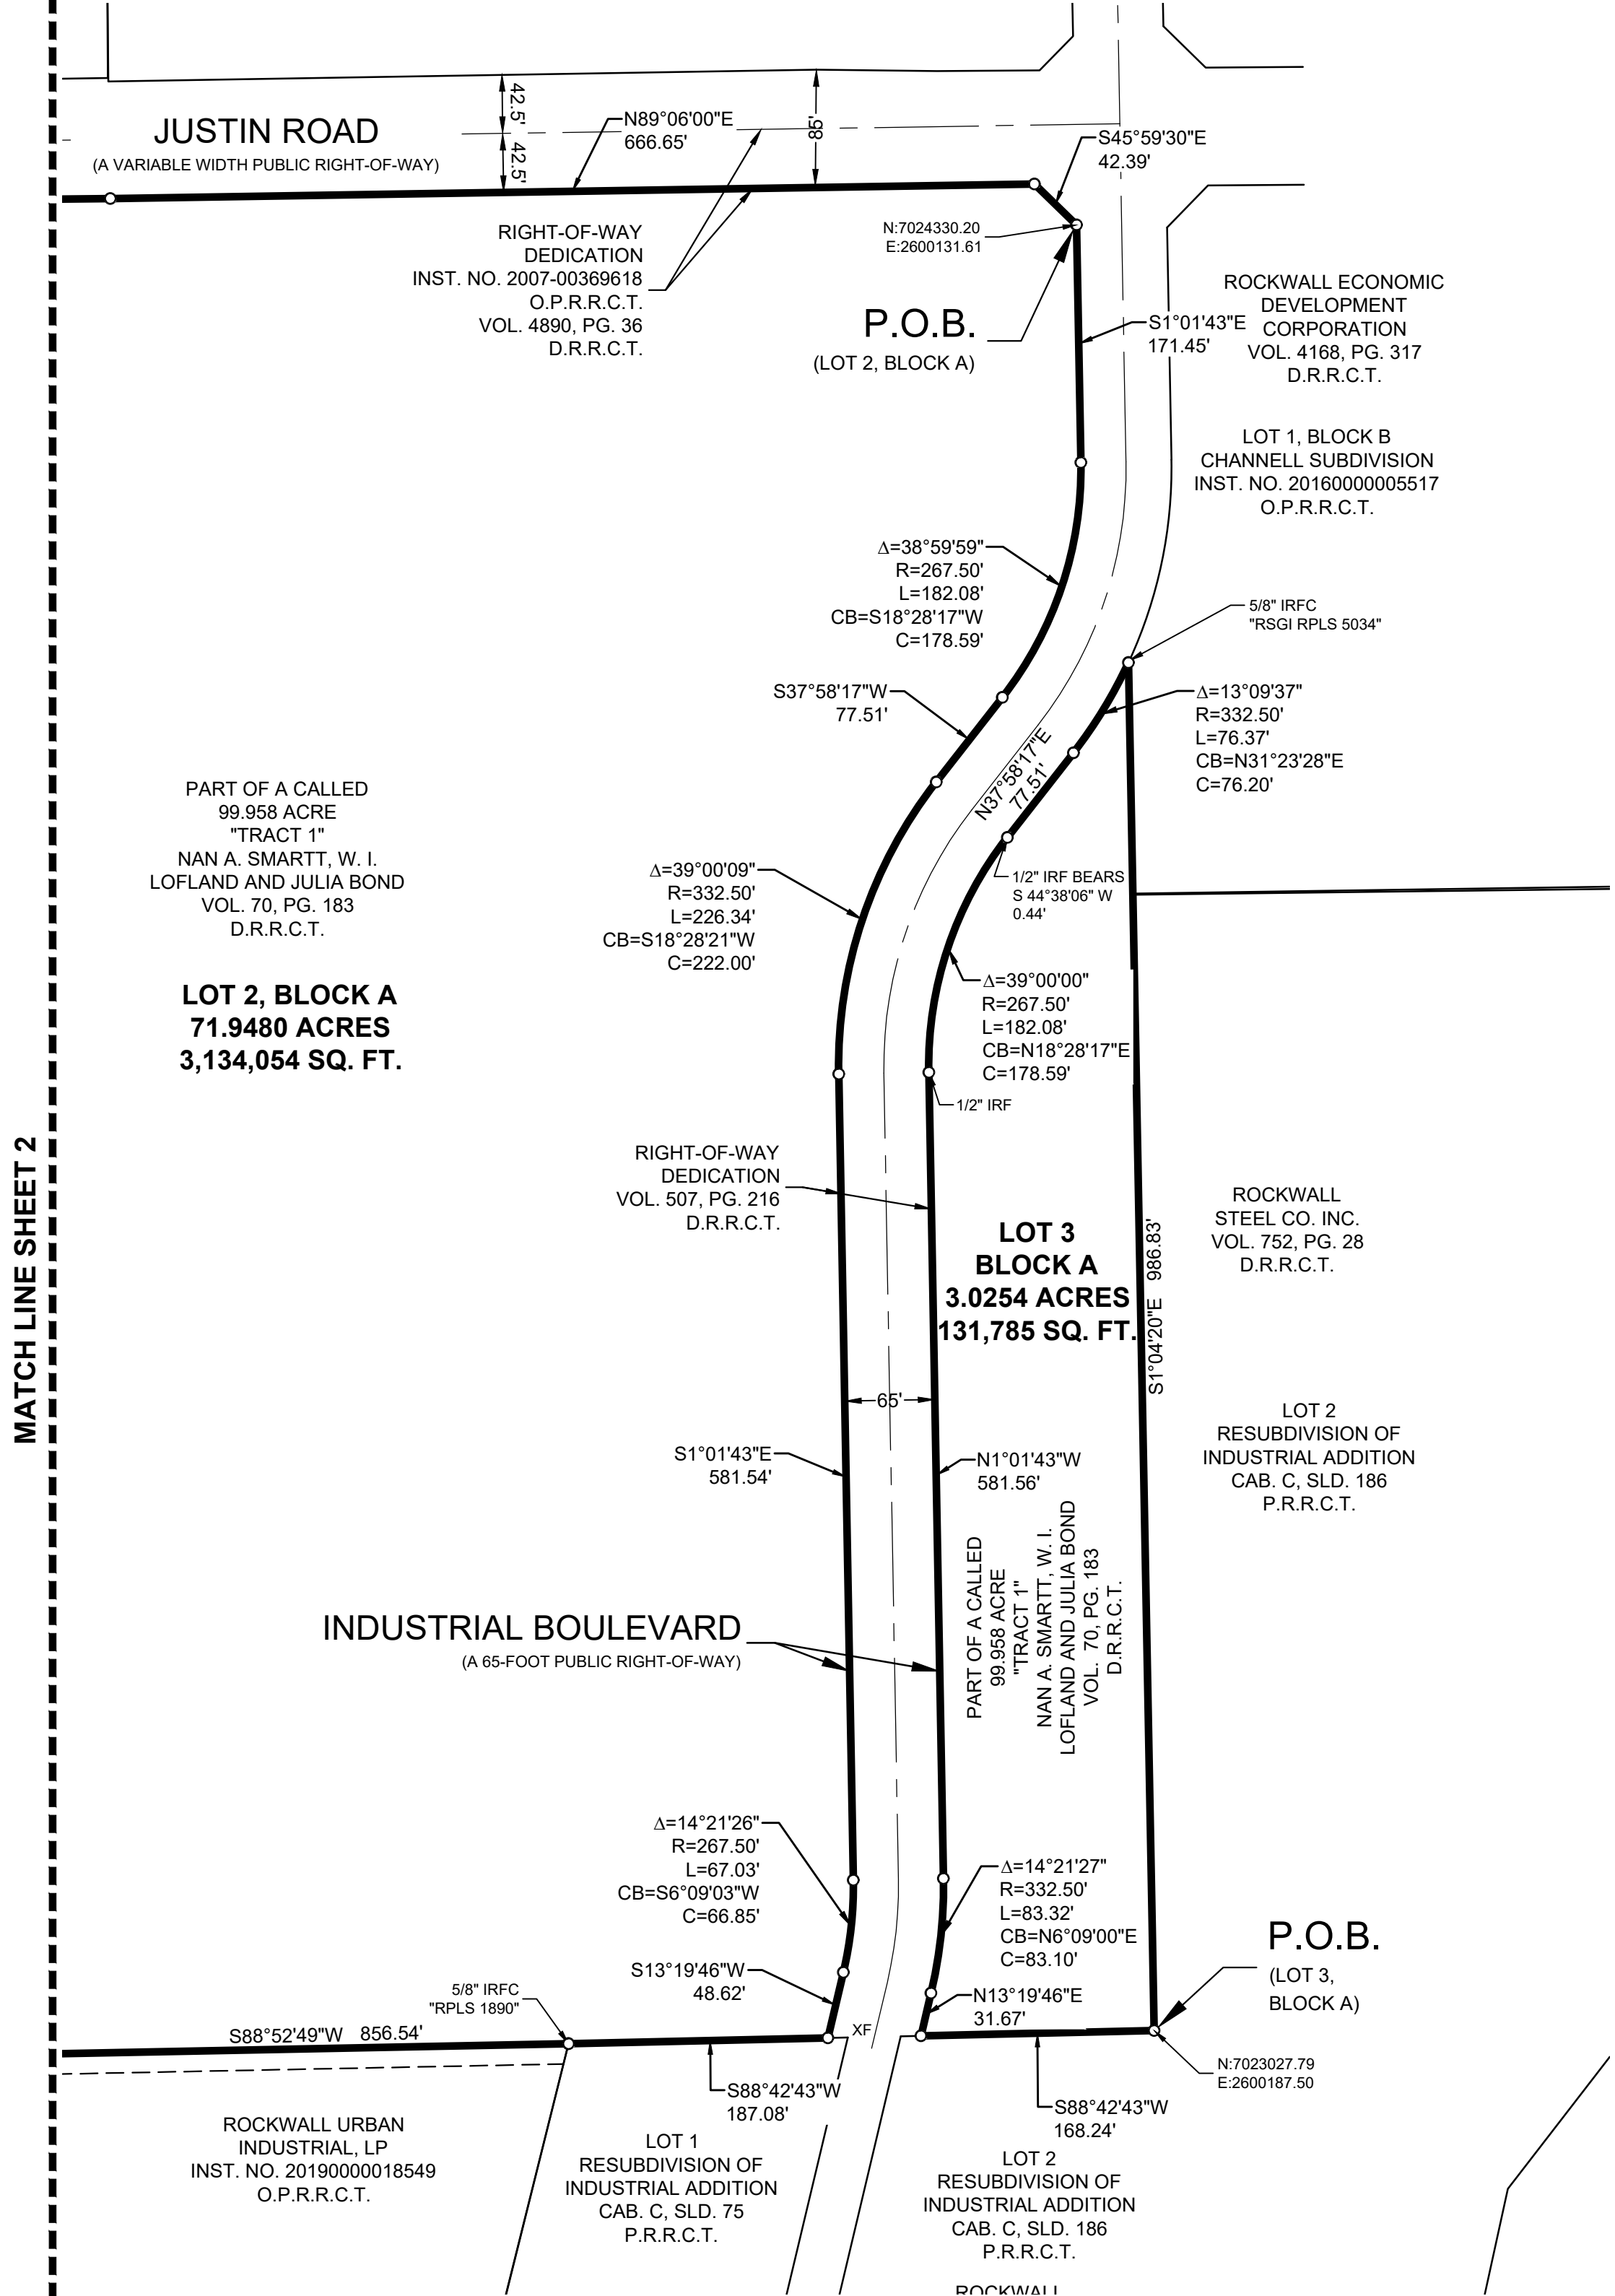 JUSTIN ROAD
(A VARIABLE WIDTH PUBLIC RIGHT-OF-WAY)
42.5'
42.5'
N89°06'00"E
666.65'
85'
S45°59'30"E
42.39'
RIGHT-OF-WAY
DEDICATION
INST. NO. 2007-00369618
O.P.R.R.C.T.
VOL. 4890, PG. 36
D.R.R.C.T.
N:7024330.20
E:2600131.61
P.O.B.
(LOT 2, BLOCK A)
S1°01'43"E
171.45'
ROCKWALL ECONOMIC
DEVELOPMENT
CORPORATION
VOL. 4168, PG. 317
D.R.R.C.T.
LOT 1, BLOCK B
CHANNELL SUBDIVISION
INST. NO. 20160000005517
O.P.R.R.C.T.
Δ=38°59'59"
R=267.50'
L=182.08'
CB=S18°28'17"W
C=178.59'
5/8" IRFC
"RSGI RPLS 5034"
S37°58'17"W
77.51'
Δ=13°09'37"
R=332.50'
L=76.37'
CB=N31°23'28"E
C=76.20'
N37°58'17"E
77.51'
PART OF A CALLED
99.958 ACRE
"TRACT 1"
NAN A. SMARTT, W. I.
LOFLAND AND JULIA BOND
VOL. 70, PG. 183
D.R.R.C.T.
LOT 2, BLOCK A
71.9480 ACRES
3,134,054 SQ. FT.
Δ=39°00'09"
R=332.50'
L=226.34'
CB=S18°28'21"W
C=222.00'
1/2" IRF BEARS
S 44°38'06" W
0.44'
Δ=39°00'00"
R=267.50'
L=182.08'
CB=N18°28'17"E
C=178.59'
1/2" IRF
MATCH LINE SHEET 2
RIGHT-OF-WAY
DEDICATION
VOL. 507, PG. 216
D.R.R.C.T.
LOT 3
BLOCK A
3.0254 ACRES
131,785 SQ. FT.
S1°04'20"E 986.83'
ROCKWALL
STEEL CO. INC.
VOL. 752, PG. 28
D.R.R.C.T.
65'
LOT 2
RESUBDIVISION OF
INDUSTRIAL ADDITION
CAB. C, SLD. 186
P.R.R.C.T.
S1°01'43"E
581.54'
N1°01'43"W
581.56'
PART OF A CALLED
99.958 ACRE
"TRACT 1"
NAN A. SMARTT, W. I.
LOFLAND AND JULIA BOND
VOL. 70, PG. 183
D.R.R.C.T.
INDUSTRIAL BOULEVARD
(A 65-FOOT PUBLIC RIGHT-OF-WAY)
Δ=14°21'26"
R=267.50'
L=67.03'
CB=S6°09'03"W
C=66.85'
Δ=14°21'27"
R=332.50'
L=83.32'
CB=N6°09'00"E
C=83.10'
P.O.B.
(LOT 3,
BLOCK A)
S13°19'46"W
48.62'
N13°19'46"E
31.67'
5/8" IRFC
"RPLS 1890"
XF
S88°52'49"W 856.54'
N:7023027.79
E:2600187.50
S88°42'43"W
187.08'
S88°42'43"W
168.24'
ROCKWALL URBAN
INDUSTRIAL, LP
INST. NO. 20190000018549
O.P.R.R.C.T.
LOT 1
RESUBDIVISION OF
INDUSTRIAL ADDITION
CAB. C, SLD. 75
P.R.R.C.T.
LOT 2
RESUBDIVISION OF
INDUSTRIAL ADDITION
CAB. C, SLD. 186
P.R.R.C.T.
ROCKWALL